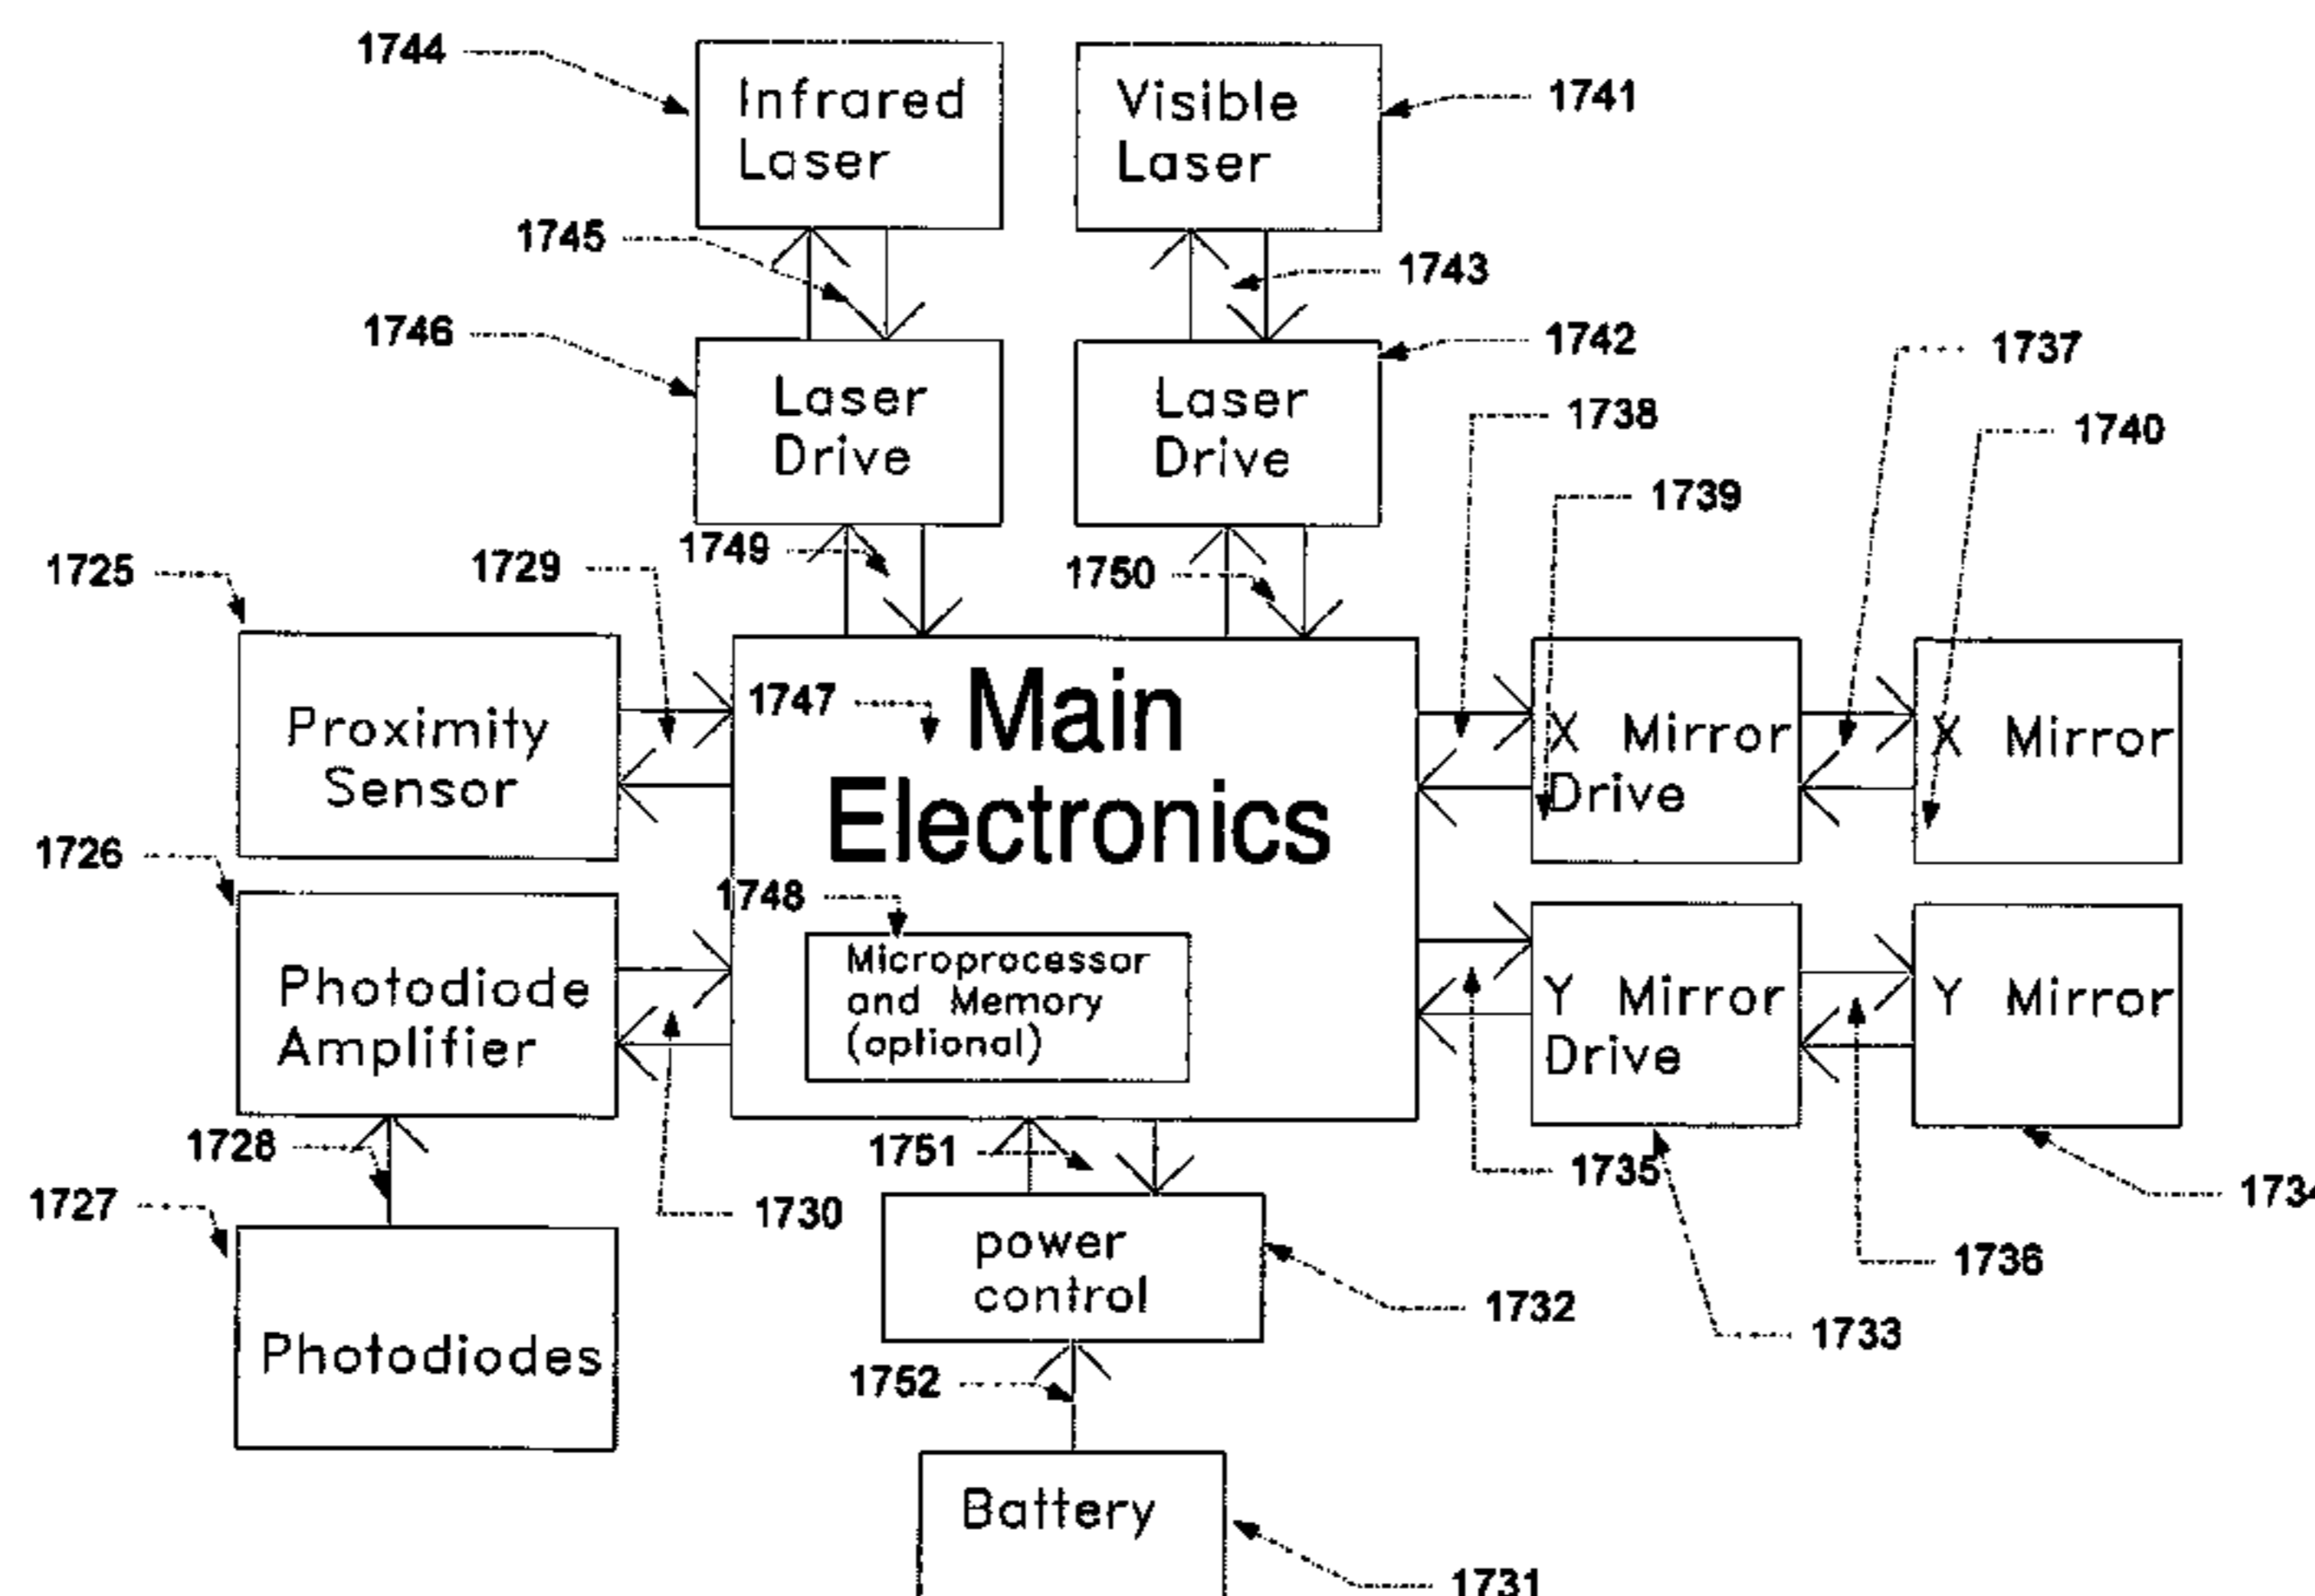 1744
Infrared
Laser
Visible
Laser
1741
1745
1743
1746
Laser
Drive
Laser
Drive
1742
1737
1738
1740
1739
1725
1729
1749
1750
Proximity
Sensor
1747
Main
Electronics
X Mirror
Drive
X Mirror
1726
1748
Photodiode
Amplifier
Microprocessor
and Memory
(optional)
Y Mirror
Drive
Y Mirror
1728
1751
1735
1727
1730
1734
power
control
1736
1732
1733
Photodiodes
1752
Battery
1731